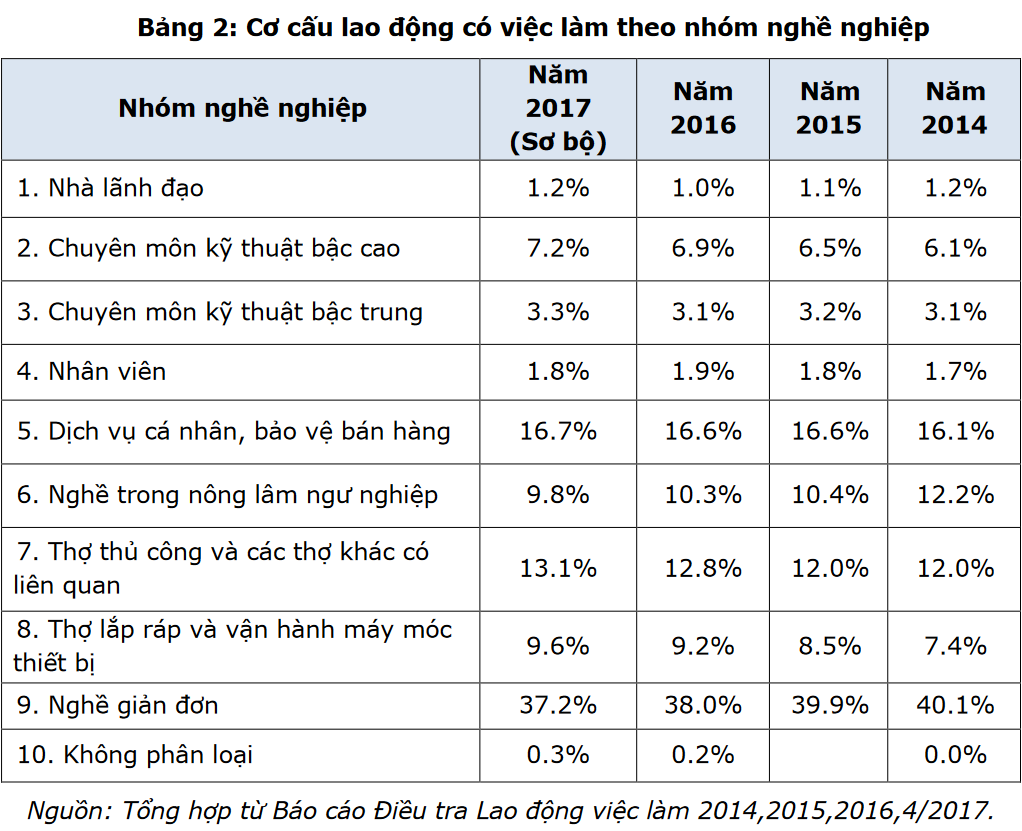 Bảng 2: Cơ cấu lao động có việc làm theo nhóm nghề nghiệp
Nhóm nghề nghiệp
Năm
2017
(Sơ bộ)
Năm
2016
Năm
2015
Năm
2014
1. Nhà lãnh đạo 1.2% 1.0% 1.1% 1.2%
2. Chuyên môn kỹ thuật bậc cao 7.2% 6.9% 6.5% 6.1%
3. Chuyên môn kỹ thuật bậc trung 3.3% 3.1% 3.2% 3.1%
4. Nhân viên 1.8% 1.9% 1.8% 1.7%
5. Dịch vụ cá nhân, bảo vệ bán hàng 16.7% 16.6% 16.6% 16.1%
6. Nghề trong nông lâm ngư nghiệp 9.8% 10.3% 10.4% 12.2%
7. Thợ thủ công và các thợ khác có
liên quan
13.1% 12.8% 12.0% 12.0%
8. Thợ lắp ráp và vận hành máy móc
thiết bị
9.6% 9.2% 8.5% 7.4%
9. Nghề giản đơn 37.2% 38.0% 39.9% 40.1%
10. Không phân loại 0.3% 0.2% 0.0%
Nguồn: Tổng hợp từ Báo cáo Điều tra Lao động việc làm 2014,2015,2016,4/2017.